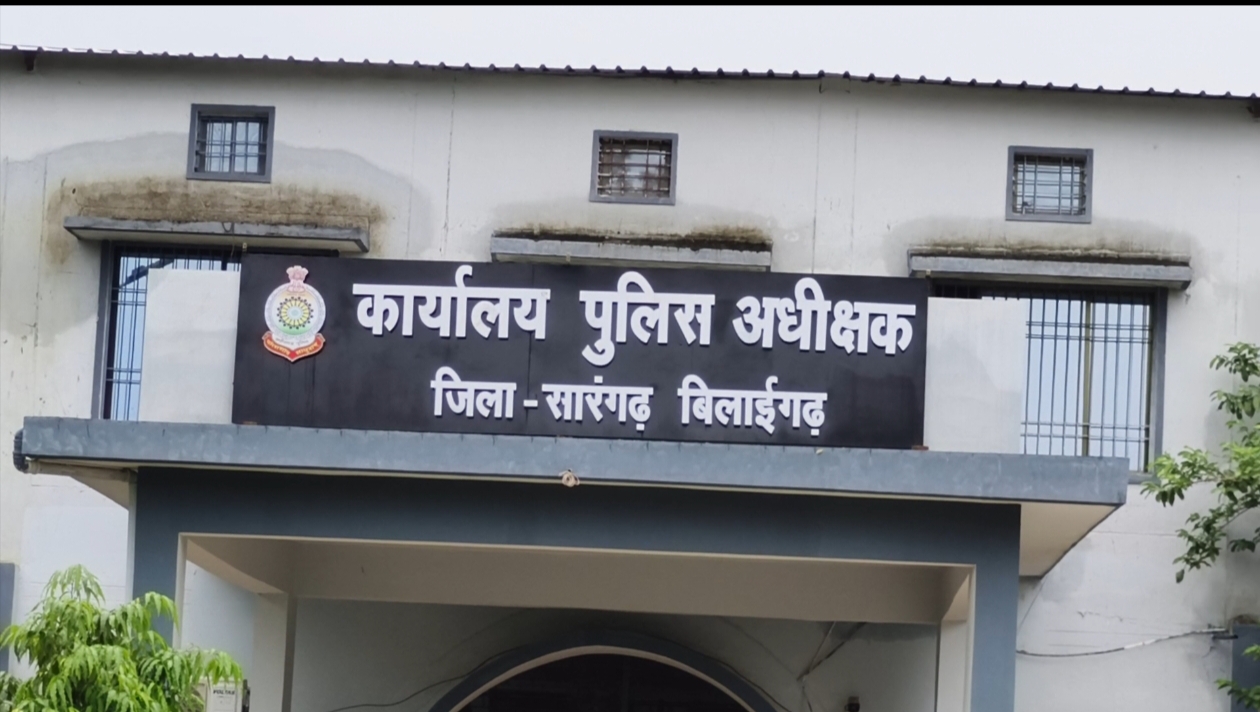 कार्यालय पुलिस अधीक्षक
जिला - सारंगढ़ बिलाईगढ़